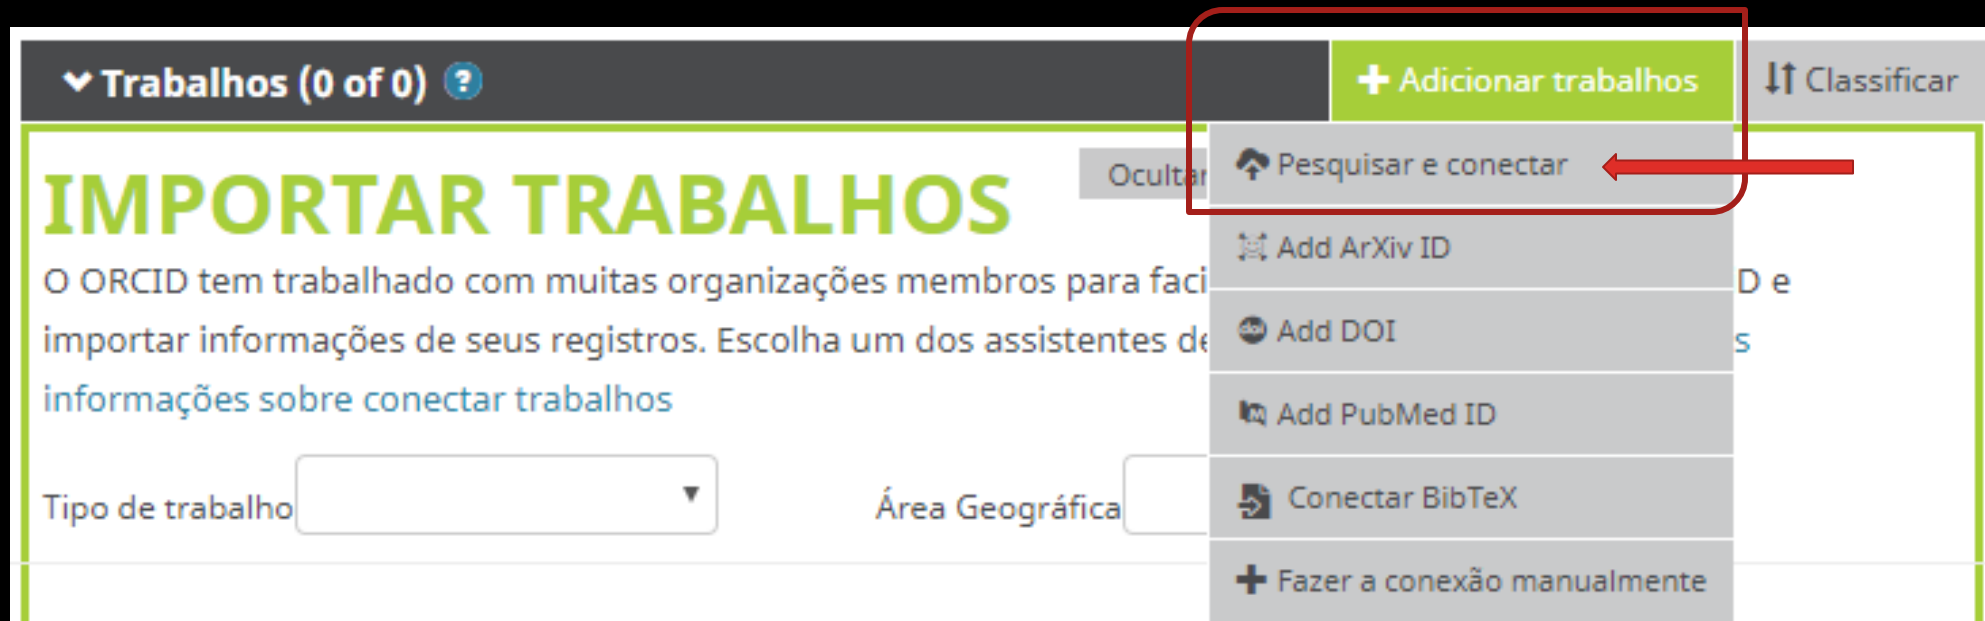 Trabalhos (0 of 0) ?
+ Adicionar trabalhos
Classificar
IMPORTAR TRABALHOS
Pesquisar e conectar
Add ArXiv ID
O ORCID tem trabalhado com muitas organizações membros para D e
Add DOI
importar informações de seus registros. Escolha um dos assistentes
informações sobre conectar trabalhos
Add PubMed ID
Conectar BibTeX
Tipo de trabalho
Área Geográfica
+ Fazer a conexão manualmente